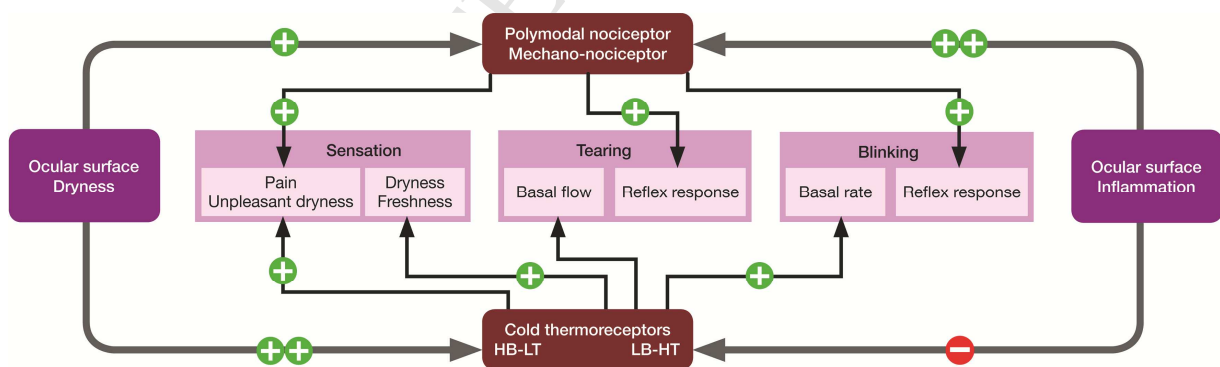 Polymodal nociceptor
Mechano-nociceptor
Ocular surface
Dryness
Sensation
Pain
Unpleasant dryness
Dryness
Freshness
Tearing
Basal flow
Reflex response
Blinking
Basal rate
Reflex response
Ocular surface
Inflammation
Cold thermoreceptors
HB-LT LB-HT